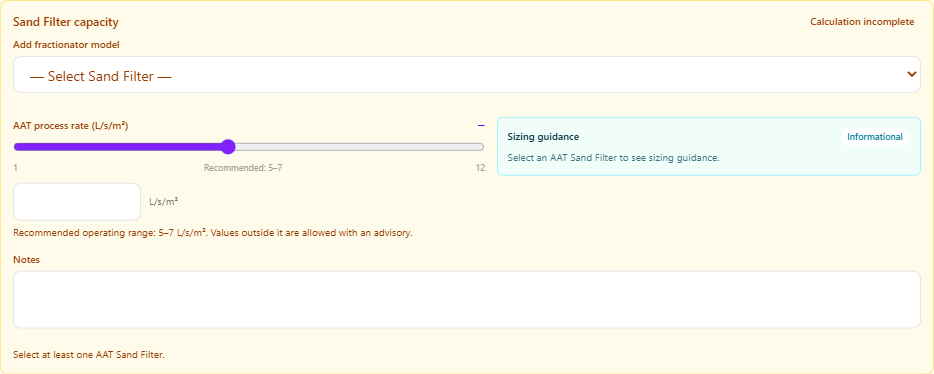 Sand Filter capacity
Calculation incomplete
Add fractionator model
— Select Sand Filter —
AAT process rate (L/s/m²)
—
1
Recommended: 5–7
12
L/s/m²
Recommended operating range: 5–7 L/s/m². Values outside it are allowed with an advisory.
Sizing guidance
Informational
Select an AAT Sand Filter to see sizing guidance.
Notes
Select at least one AAT Sand Filter.